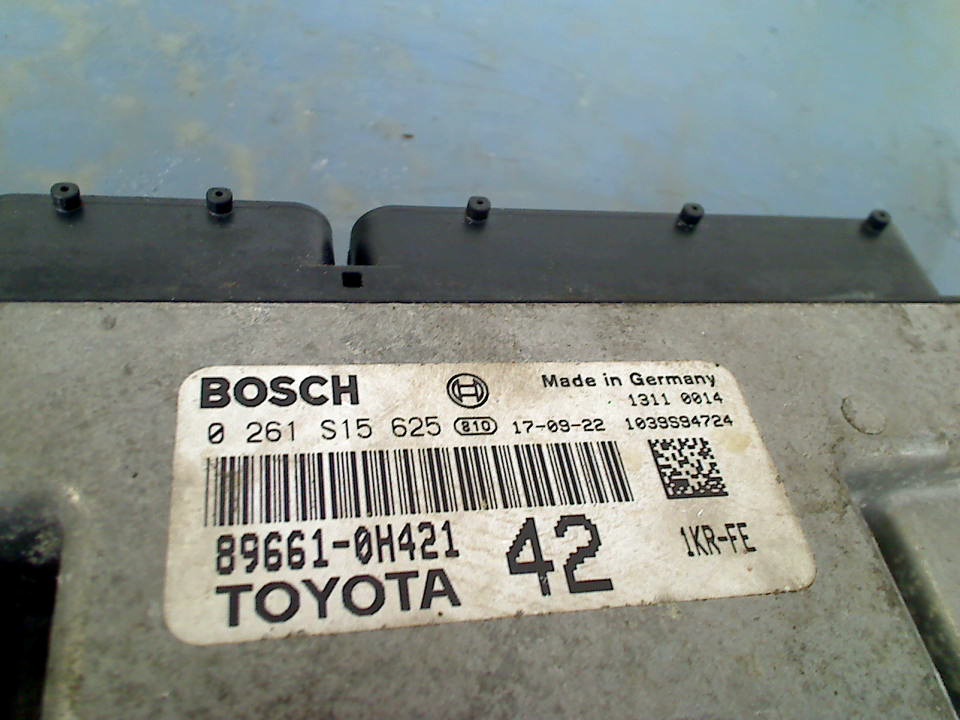 BOSCH
Made in Germany
1311 0014
0 261 S15 625 810 17-09-22 1039S94724
89661-0H421
42
1KR-FE
TOYOTA